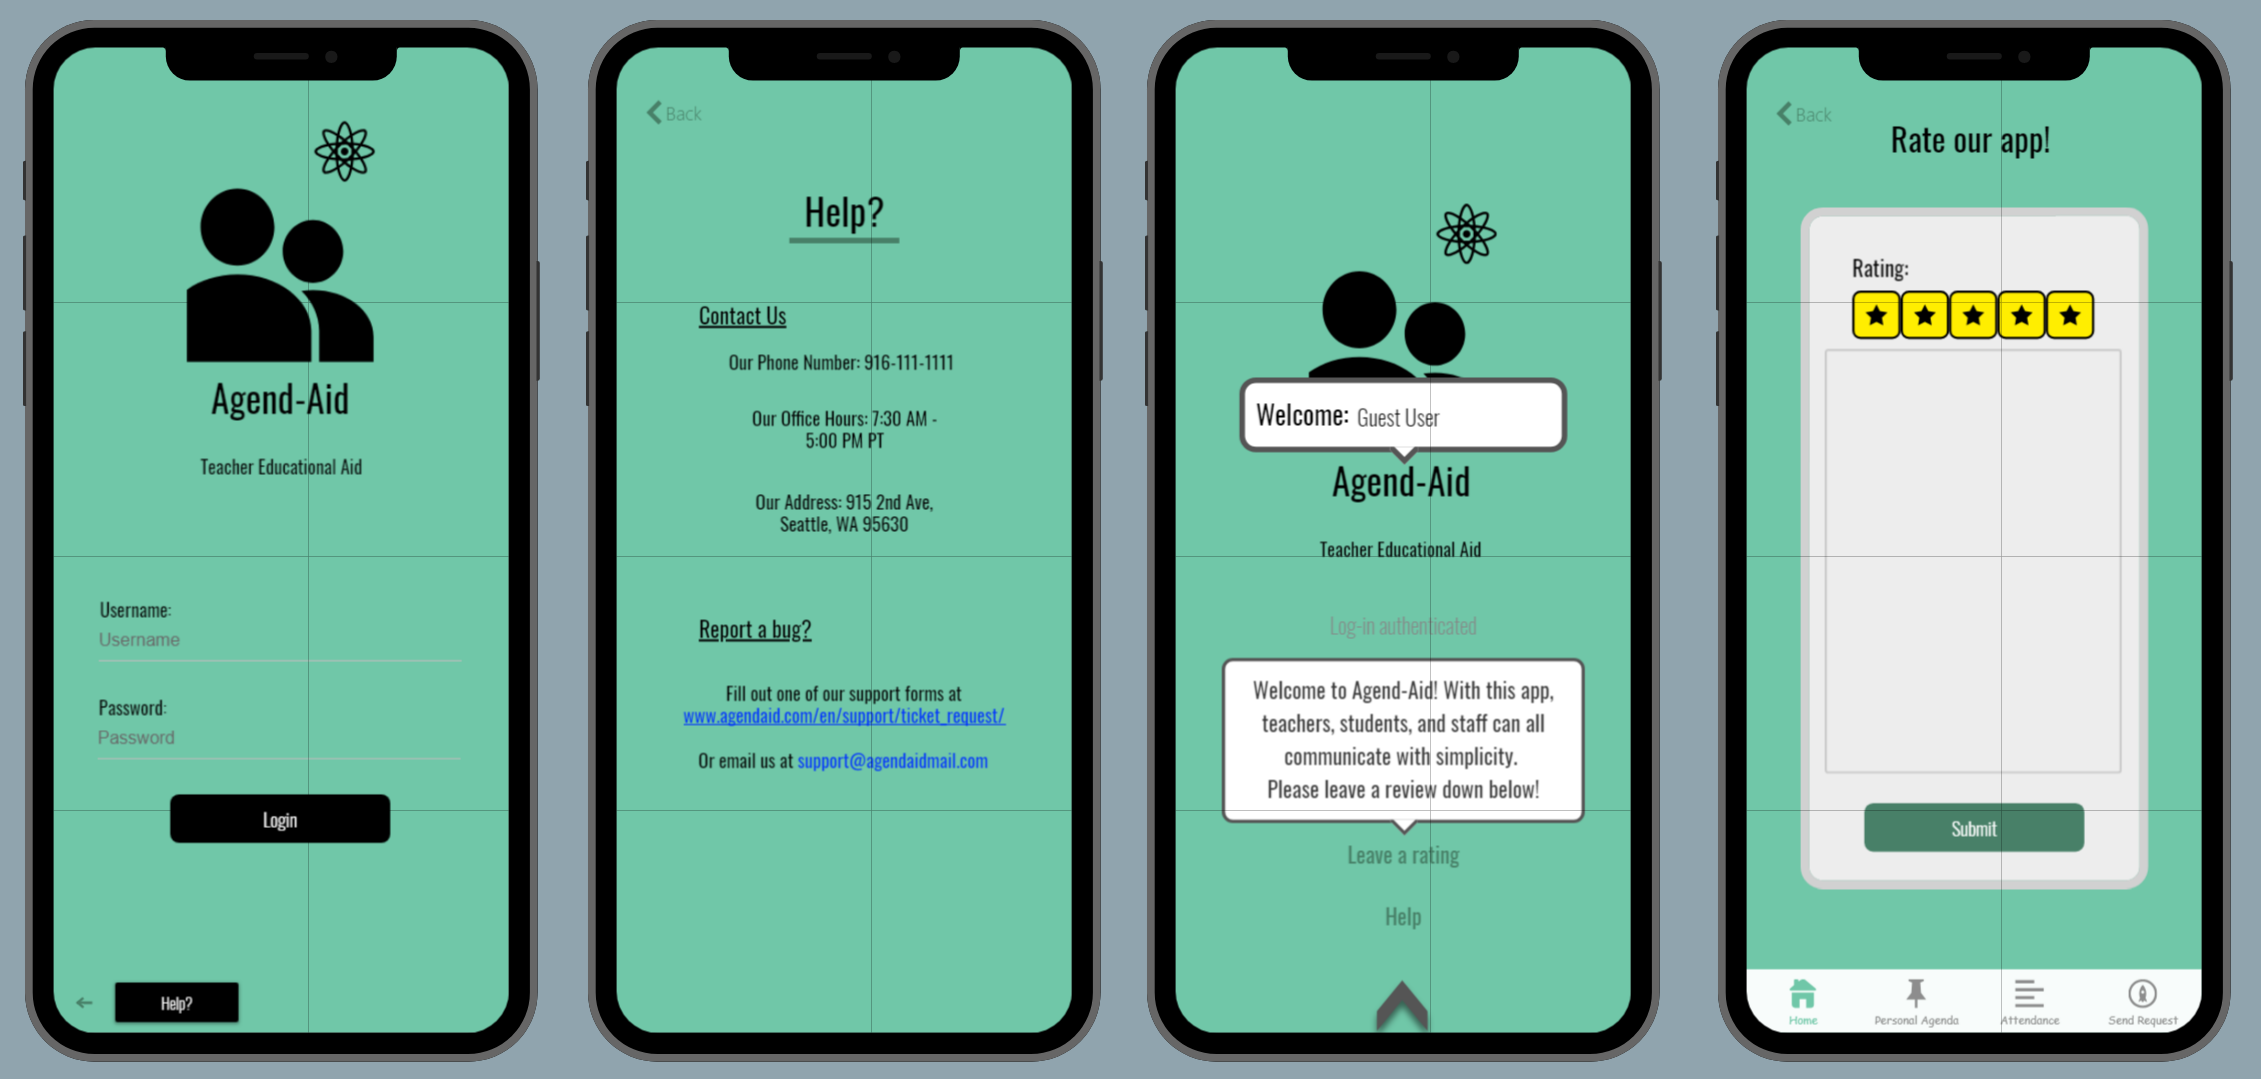 Agend-Aid
Teacher Educational Aid
Username:
Username
Password:
Password
Login
Help?
Back
Help?
Contact Us
Our Phone Number: 916-111-1111
Our Office Hours: 7:30 AM -
5:00 PM PT
Our Address: 915 2nd Ave,
Seattle, WA 95630
Report a bug?
Fill out one of our support forms at
www.agendaid.com/en/support/ticket_request/
Or email us at support@agendaidmail.com
Welcome: Guest User
Agend-Aid
Teacher Educational Aid
Log-in authenticated
Welcome to Agend-Aid! With this app,
teachers, students, and staff can all
communicate with simplicity.
Please leave a review down below!
Leave a rating
Help
Back
Rate our app!
Rating:
Submit
Home
Personal Agenda
Attendance
Send Request